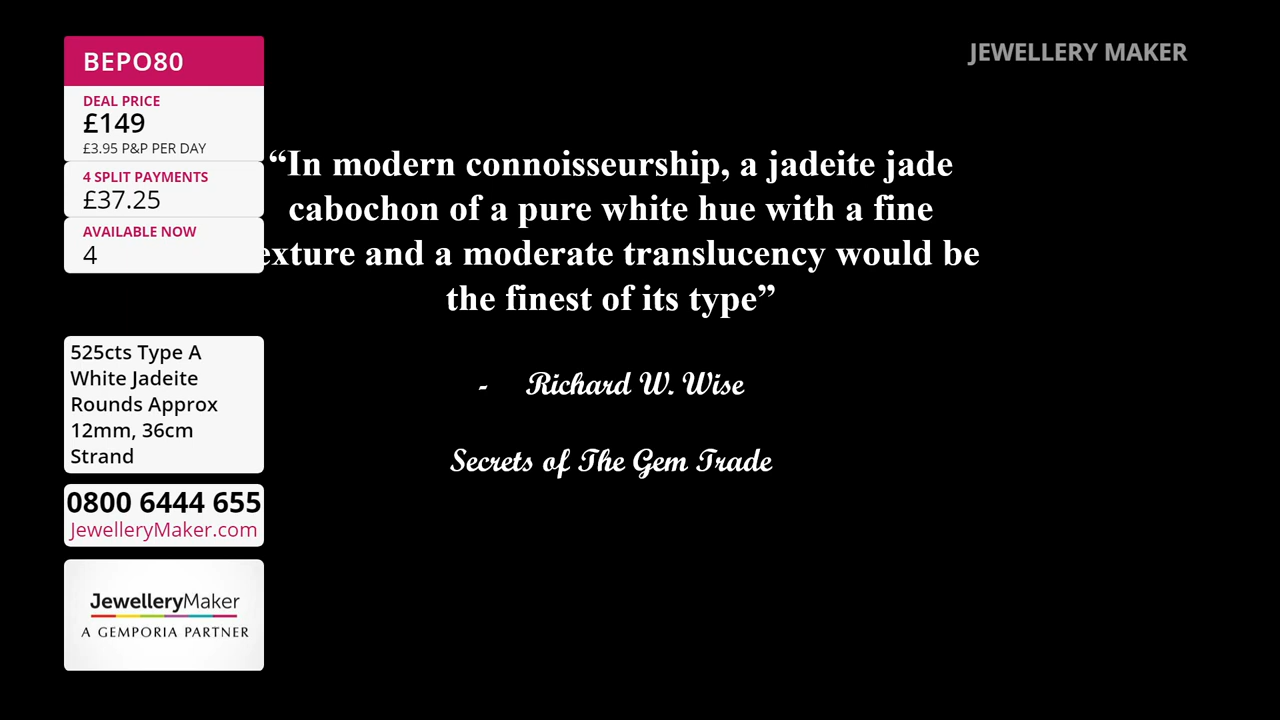 BEPO80
DEAL PRICE
£149
£3.95 P&P PER DAY
4 SPLIT PAYMENTS
£37.25
AVAILABLE NOW
4
525cts Type A
White Jadeite
Rounds Approx
12mm, 36cm
Strand
0800 6444 655
JewelleryMaker.com
JewelleryMaker
A GEMPORIA PARTNER
JEWELLERY MAKER
“In modern connoisseurship, a jadeite jade
cabochon of a pure white hue with a fine
exture and a moderate translucency would be
the finest of its type”
- Richard W. Wise
Secrets of The Gem Trade